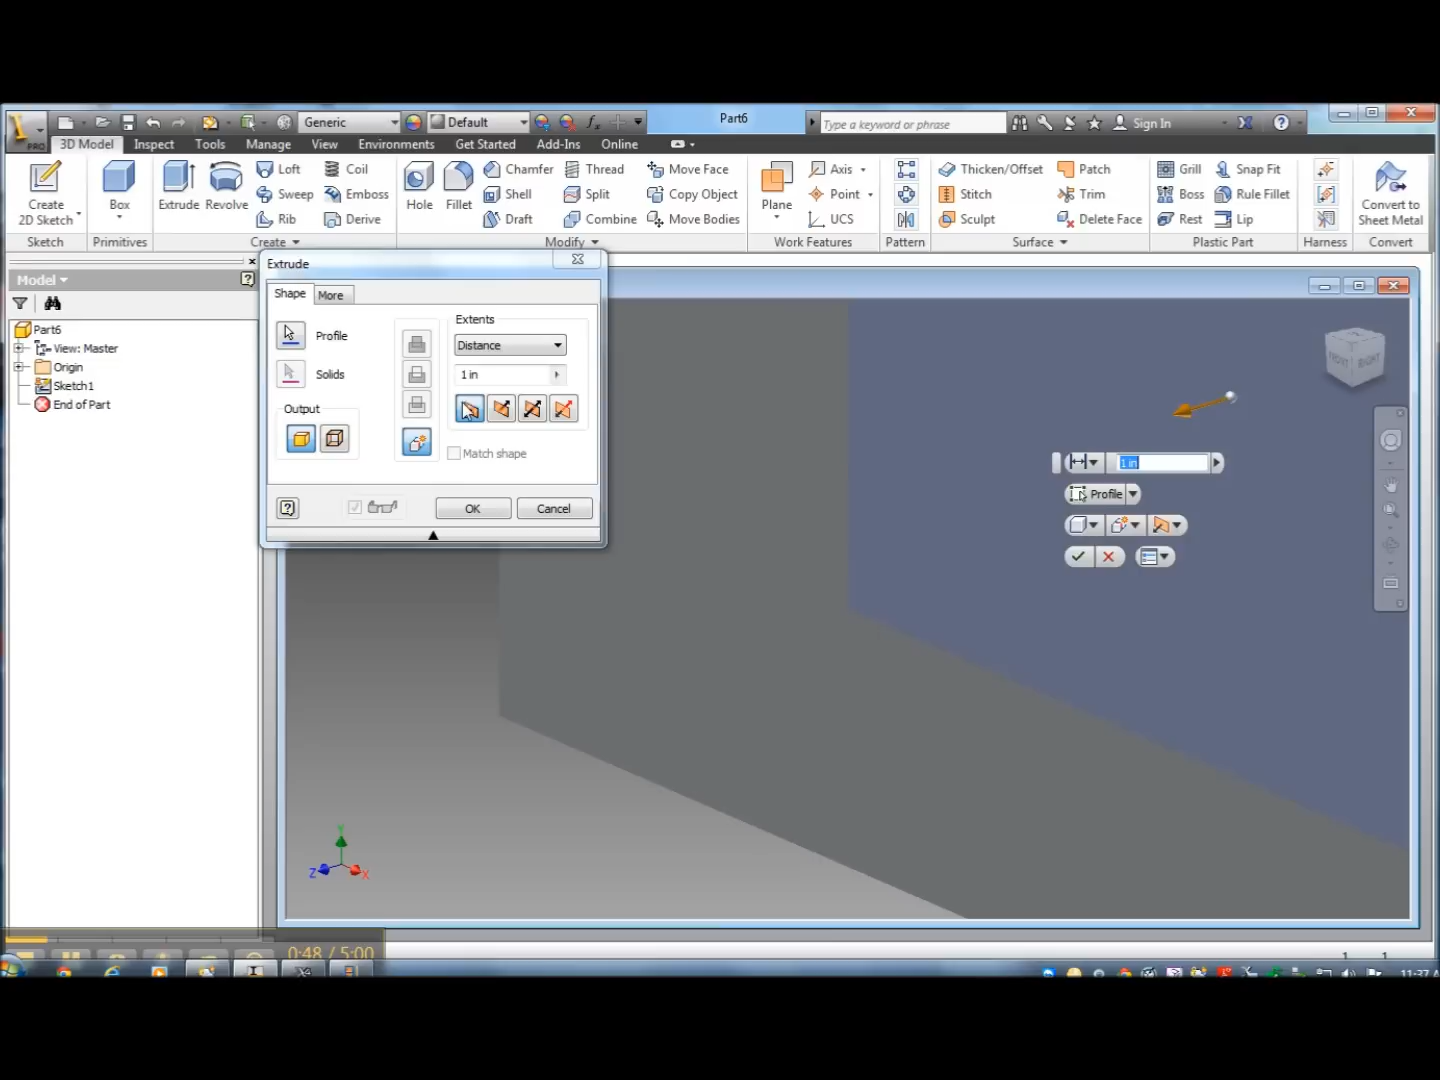 Generic
Default
Part6
Type a keyword or phrase
Sign In
PRO
3D Model
Inspect
Tools
Manage
View
Environments
Get Started
Add-Ins
Online
Create
2D Sketch
Box
Extrude
Revolve
Loft
Sweep
Rib
Coil
Emboss
Derive
Hole
Fillet
Chamfer
Shell
Draft
Thread
Split
Combine
Move Face
Copy Object
Move Bodies
Plane
Axis
Point
UCS
Thicken/Offset
Stitch
Sculpt
Patch
Trim
Delete Face
Grill
Boss
Rest
Snap Fit
Rule Fillet
Lip
Convert to
Sheet Metal
Sketch
Primitives
Create
Modify
Work Features
Pattern
Surface
Plastic Part
Harness
Convert
Model
Part6
View: Master
Origin
Sketch1
End of Part
Extrude
Shape
More
Profile
Solids
Output
Extents
Distance
1 in
Match shape
OK
Cancel
FRONT
RIGHT
1 in
Profile
Y
Z
X
0:48 / 5:00
1 1